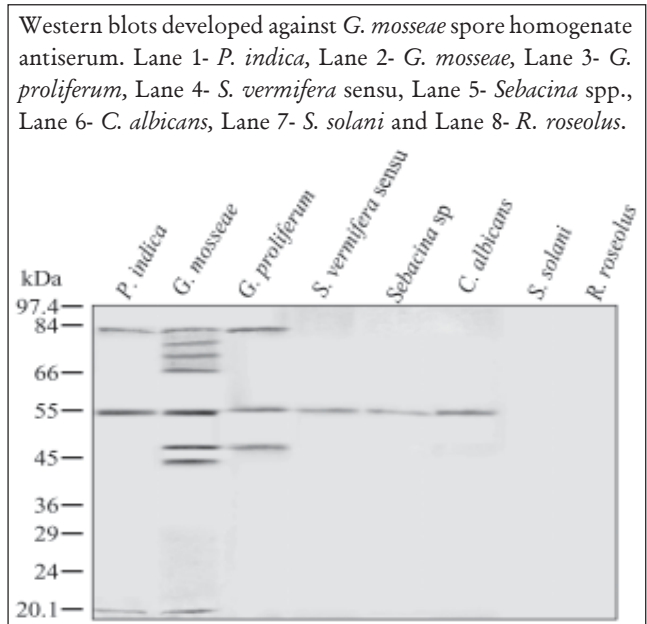 Western blots developed against G. mosseae spore homogenate
antiserum. Lane 1- P. indica, Lane 2- G. mosseae, Lane 3- G.
proliferum, Lane 4- S. vermifera sensu, Lane 5- Sebacina spp.,
Lane 6- C. albicans, Lane 7- S. solani and Lane 8- R. roseolus.
P. indica
G. mosseae
G. proliferum
S. vermifera sensu
Sebacina sp
C. albicans
S. solani
R. roseolus
kDa
97.4
84
66
55
45
36
29
24
20.1